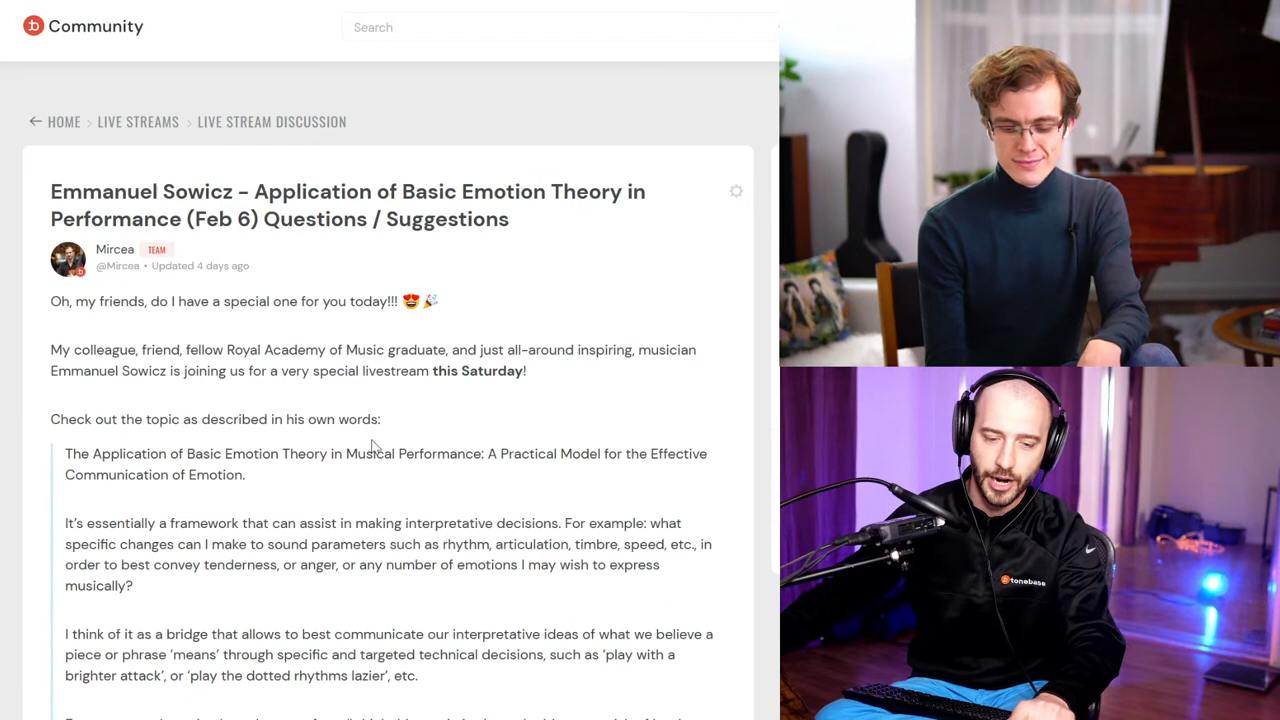 Community
Search
← HOME > LIVE STREAMS > LIVE STREAM DISCUSSION
Emmanuel Sowicz - Application of Basic Emotion Theory in
Performance (Feb 6) Questions / Suggestions
Mircea TEAM
@Mircea • Updated 4 days ago
Oh, my friends, do I have a special one for you today!!! 😍 🎉
My colleague, friend, fellow Royal Academy of Music graduate, and just all-around inspiring, musician
Emmanuel Sowicz is joining us for a very special livestream this Saturday!
Check out the topic as described in his own words:
The Application of Basic Emotion Theory in Musical Performance: A Practical Model for the Effective
Communication of Emotion.
It's essentially a framework that can assist in making interpretative decisions. For example: what
specific changes can I make to sound parameters such as rhythm, articulation, timbre, speed, etc., in
order to best convey tenderness, or anger, or any number of emotions I may wish to express
musically?
I think of it as a bridge that allows to best communicate our interpretative ideas of what we believe a
piece or phrase 'means' through specific and targeted technical decisions, such as 'play with a
brighter attack', or 'play the dotted rhythms lazier', etc.
tonebase